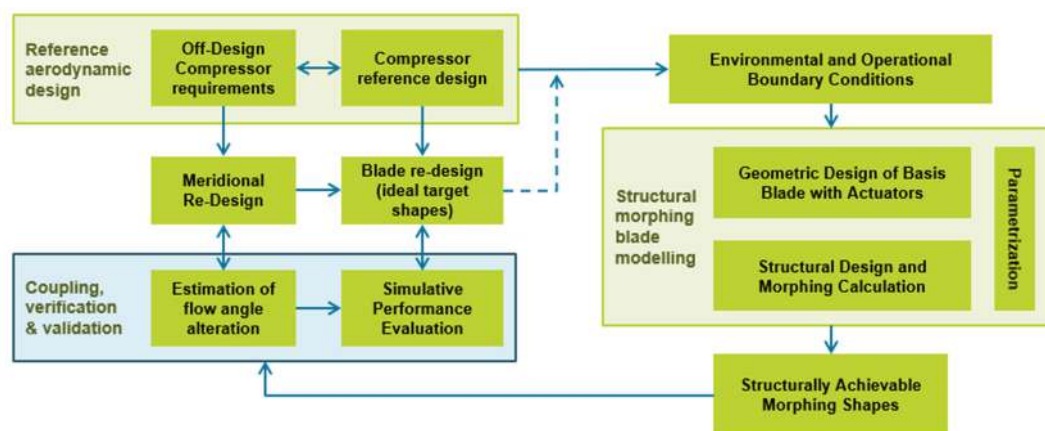 Reference
aerodynamic
design
Off-Design
Compressor
requirements
Compressor
reference design
Environmental and Operational
Boundary Conditions
Meridional
Re-Design
Blade re-design
(ideal target
shapes)
Structural
morphing
blade
modelling
Geometric Design of Basis
Blade with Actuators
Parametrization
Structural Design and
Morphing Calculation
Coupling,
verification
& validation
Estimation of
flow angle
alteration
Simulative
Performance
Evaluation
Structurally Achievable
Morphing Shapes